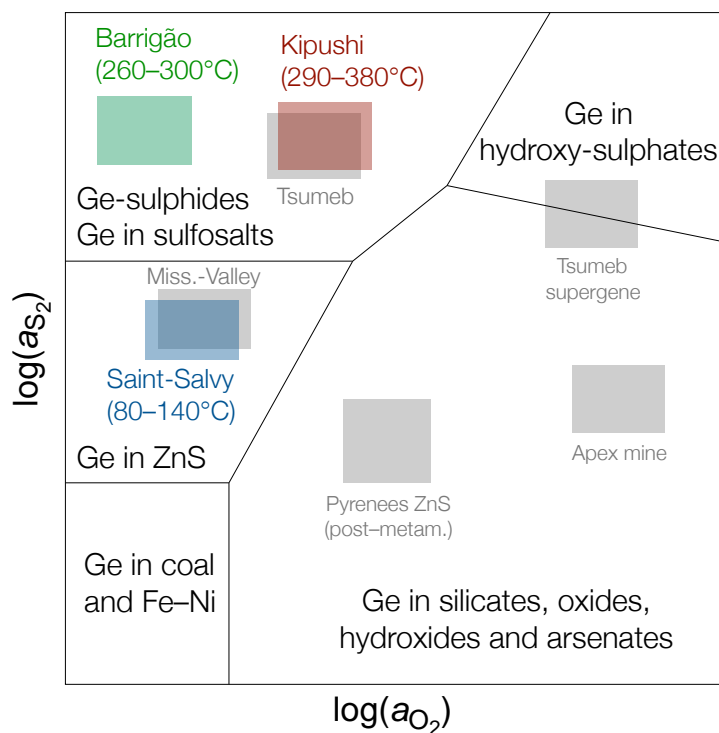 Barrigão
(260–300°C)
Kipushi
(290–380°C)
Ge in
hydroxy-sulphates
Ge-sulphides
Ge in sulfosalts
Tsumeb
Miss.-Valley
Tsumeb
supergene
Saint-Salvy
(80–140°C)
Ge in ZnS
Apex mine
Pyrenees ZnS
(post–metam.)
Ge in coal
and Fe–Ni
Ge in silicates, oxides,
hydroxides and arsenates
log(aS2)
log(aO2)